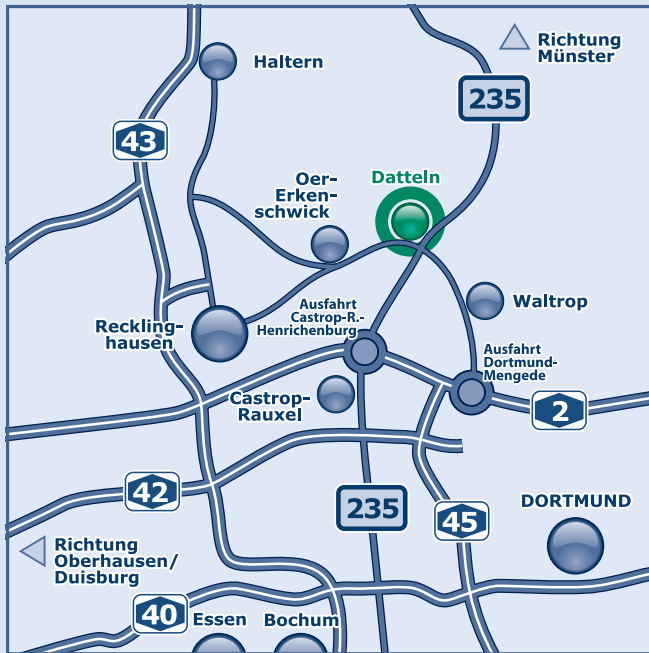 Richtung
Münster
Haltern
235
43
Datteln
Oer-
Erken-
schwick
Waltrop
Ausfahrt
Castrop-R.-
Henrichenburg
Reckling-
hausen
Ausfahrt
Dortmund-
Mengede
Castrop-
Rauxel
2
42
235
45
DORTMUND
Richtung
Oberhausen/
Duisburg
40
Essen
Bochum